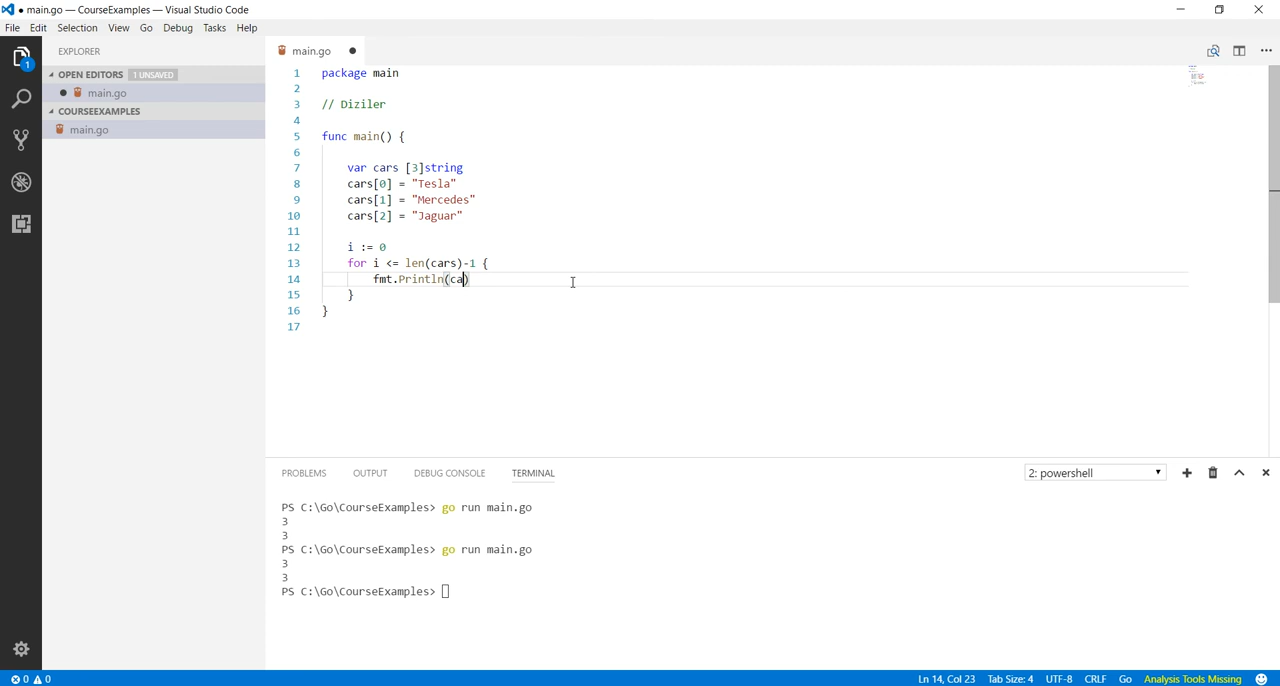 ● main.go — CourseExamples — Visual Studio Code
File Edit Selection View Go Debug Tasks Help
EXPLORER
main.go ●
OPEN EDITORS 1 UNSAVED
● main.go
COURSEEXAMPLES
main.go
1
1 package main
2
3 // Diziler
4
5 func main() {
6
7 var cars [3]string
8 cars[0] = "Tesla"
9 cars[1] = "Mercedes"
10 cars[2] = "Jaguar"
11
12 i := 0
13 for i <= len(cars)-1 {
14 fmt.Println(ca)
15 }
16 }
17
PROBLEMS OUTPUT DEBUG CONSOLE TERMINAL 2: powershell
PS C:\Go\CourseExamples> go run main.go
3
3
PS C:\Go\CourseExamples> go run main.go
3
3
PS C:\Go\CourseExamples>
0 0 Ln 14, Col 23 Tab Size: 4 UTF-8 CRLF Go Analysis Tools Missing